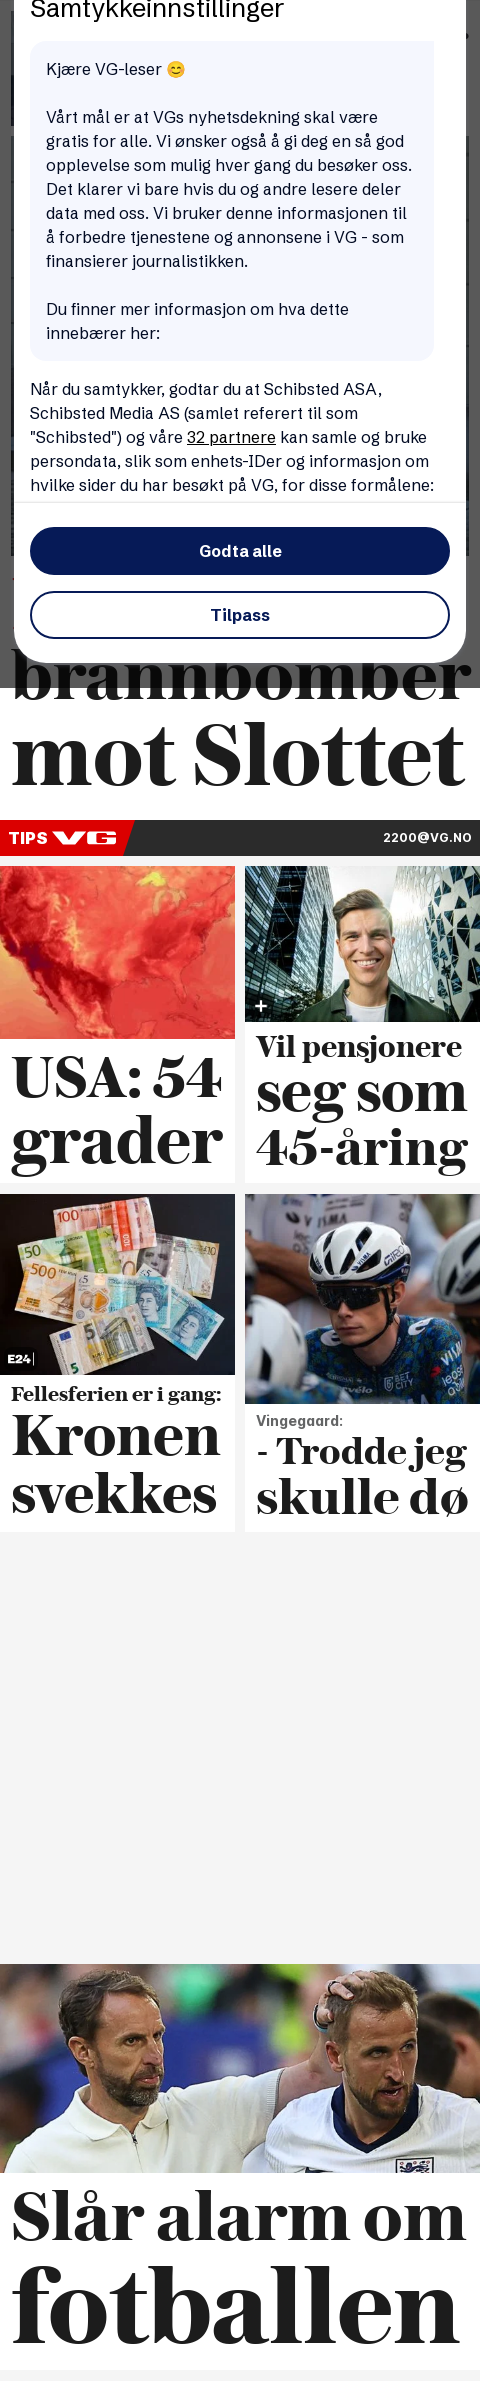 Samtykkeinnstillinger
Kjære VG-leser 😊
Vårt mål er at VGs nyhetsdekning skal være
gratis for alle. Vi ønsker også å gi deg en så god
opplevelse som mulig hver gang du besøker oss.
Det klarer vi bare hvis du og andre lesere deler
data med oss. Vi bruker denne informasjonen til
å forbedre tjenestene og annonsene i VG - som
finansierer journalistikken.
Du finner mer informasjon om hva dette
innebærer her:
Når du samtykker, godtar du at Schibsted ASA,
Schibsted Media AS (samlet referert til som
"Schibsted") og våre 32 partnere kan samle og bruke
persondata, slik som enhets-IDer og informasjon om
hvilke sider du har besøkt på VG, for disse formålene:
Godta alle
Tilpass
brannbomber
mot Slottet
TIPS VG
2200@VG.NO
USA: 54
grader
Vil pensjonere
seg som
45-åring
E24
Fellesferien er i gang:
Kronen
svekkes
Vingegaard:
- Trodde jeg
skulle dø
Slår alarm om
fotballen